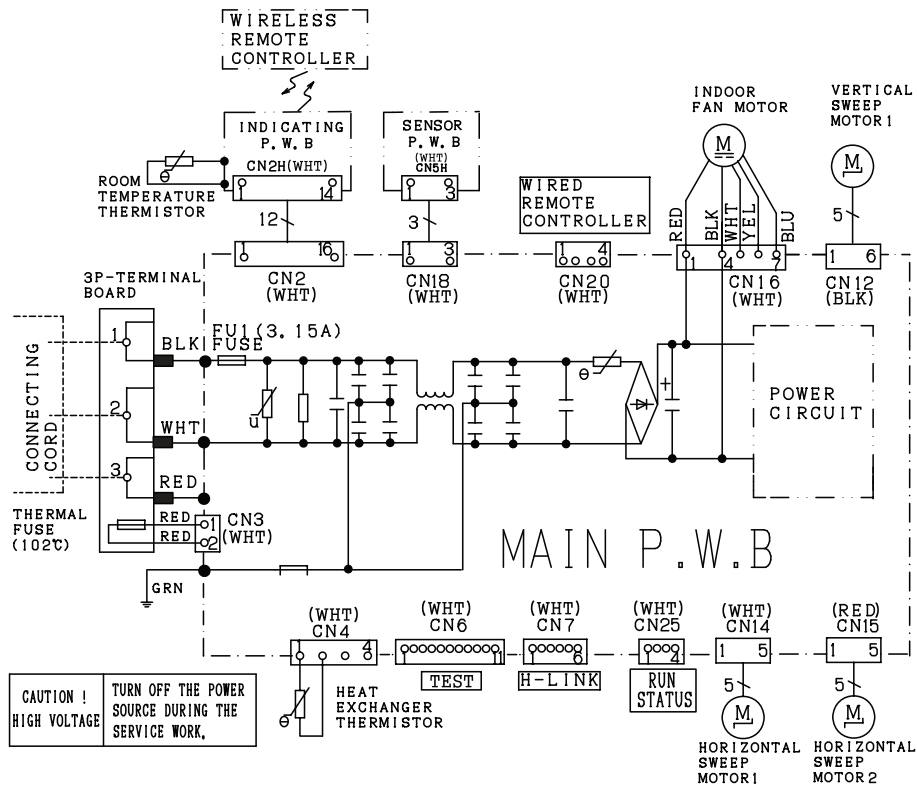 WIRELESS
REMOTE
CONTROLLER
INDICATING
P.W.B
CN2H(WHT)
1 14
SENSOR
P.W.B
(WHT)
CN5H
1 3
ROOM
TEMPERATURE
THERMISTOR
θ
12
3
WIRED
REMOTE
CONTROLLER
INDOOR
FAN MOTOR
M
RED
BLK
WHT
YEL
BLU
VERTICAL
SWEEP
MOTOR1
M
5
1 16
CN2
(WHT)
1 3
CN18
(WHT)
1 4
CN20
(WHT)
1 4 7
CN16
(WHT)
1 6
CN12
(BLK)
3P-TERMINAL
BOARD
CONNECTING
CORD
1
BLK
FU1(3.15A)
FUSE
2
WHT
3
RED
u
θ
+
POWER
CIRCUIT
THERMAL
FUSE
(102℃)
RED
RED
1
2
CN3
(WHT)
GRN
MAIN P.W.B
(WHT)
CN4
1 4
(WHT)
CN6
1 11
TEST
(WHT)
CN7
1 6
H-LINK
(WHT)
CN25
1 4
RUN
STATUS
(WHT)
CN14
1 5
5
M
HORIZONTAL
SWEEP
MOTOR1
(RED)
CN15
1 5
5
M
HORIZONTAL
SWEEP
MOTOR2
θ
HEAT
EXCHANGER
THERMISTOR
CAUTION !
HIGH VOLTAGE
TURN OFF THE POWER
SOURCE DURING THE
SERVICE WORK.